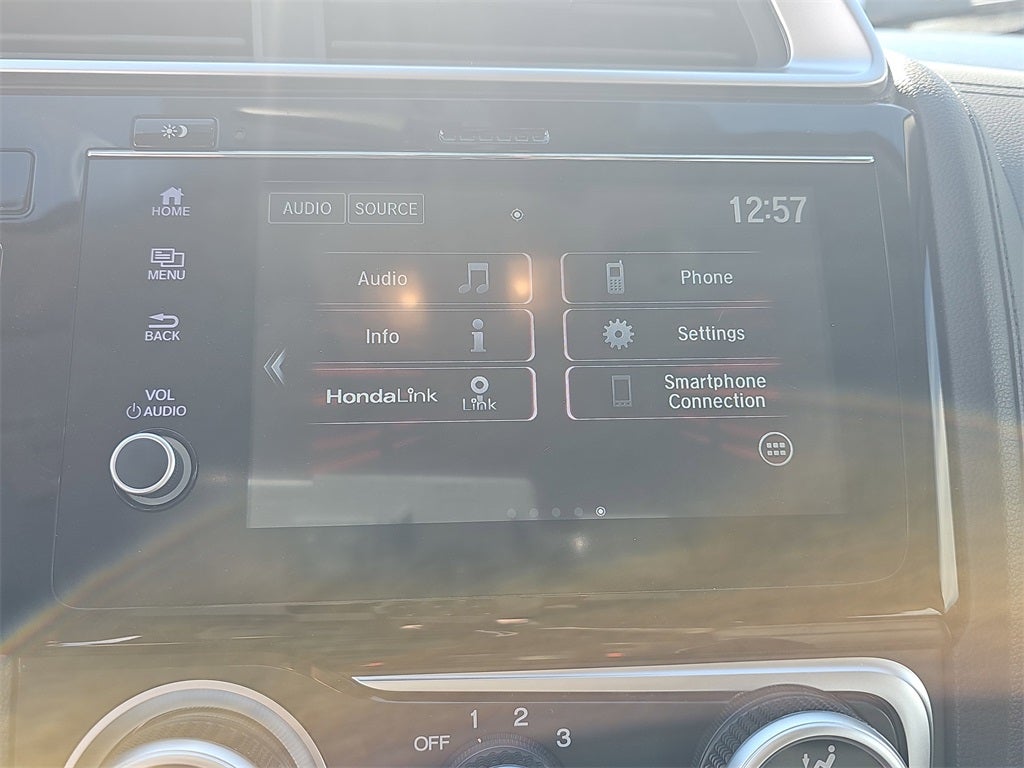 HOME
MENU
BACK
VOL
AUDIO
AUDIO SOURCE
12:57
Audio
Phone
Info
Settings
HondaLink
Link
Smartphone
Connection
OFF 1 2 3